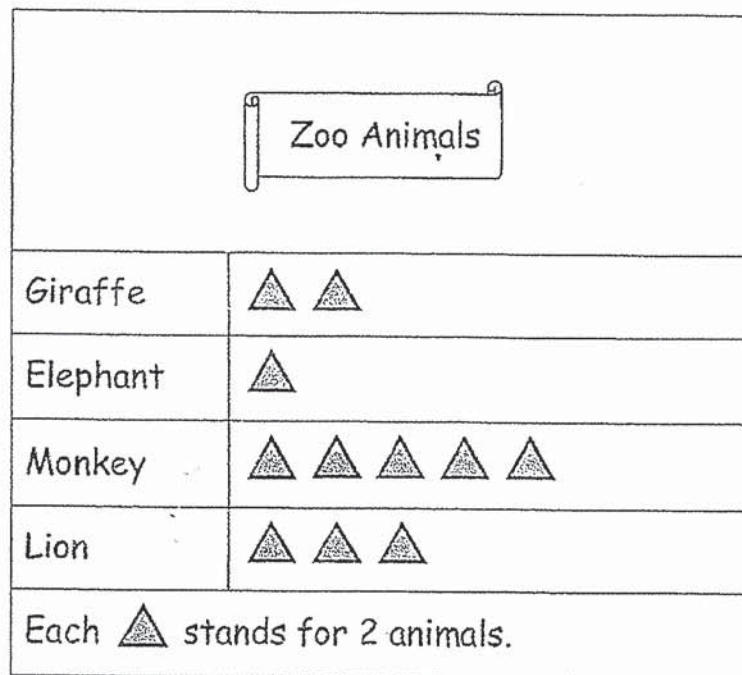 Zoo Animals
Giraffe
Elephant
Monkey
Lion
Each stands for 2 animals.